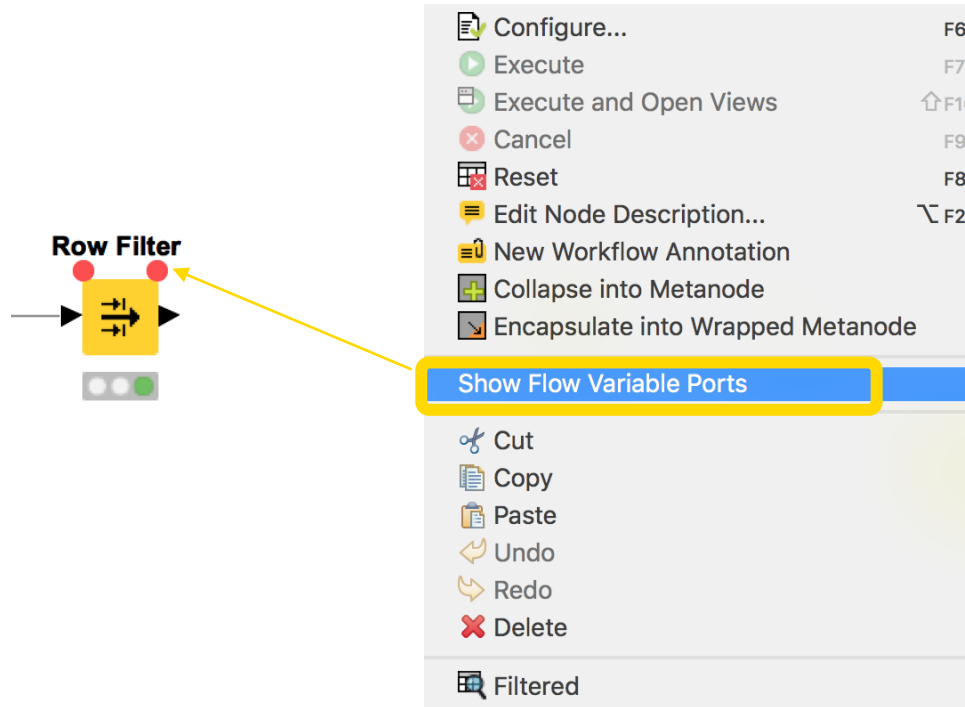 Row Filter
Configure... F6
Execute F7
Execute and Open Views
Cancel F9
Reset F8
Edit Node Description... F2
New Workflow Annotation
Collapse into Metanode
Encapsulate into Wrapped Metanode
Show Flow Variable Ports
Cut
Copy
Paste
Undo
Redo
Delete
Filtered